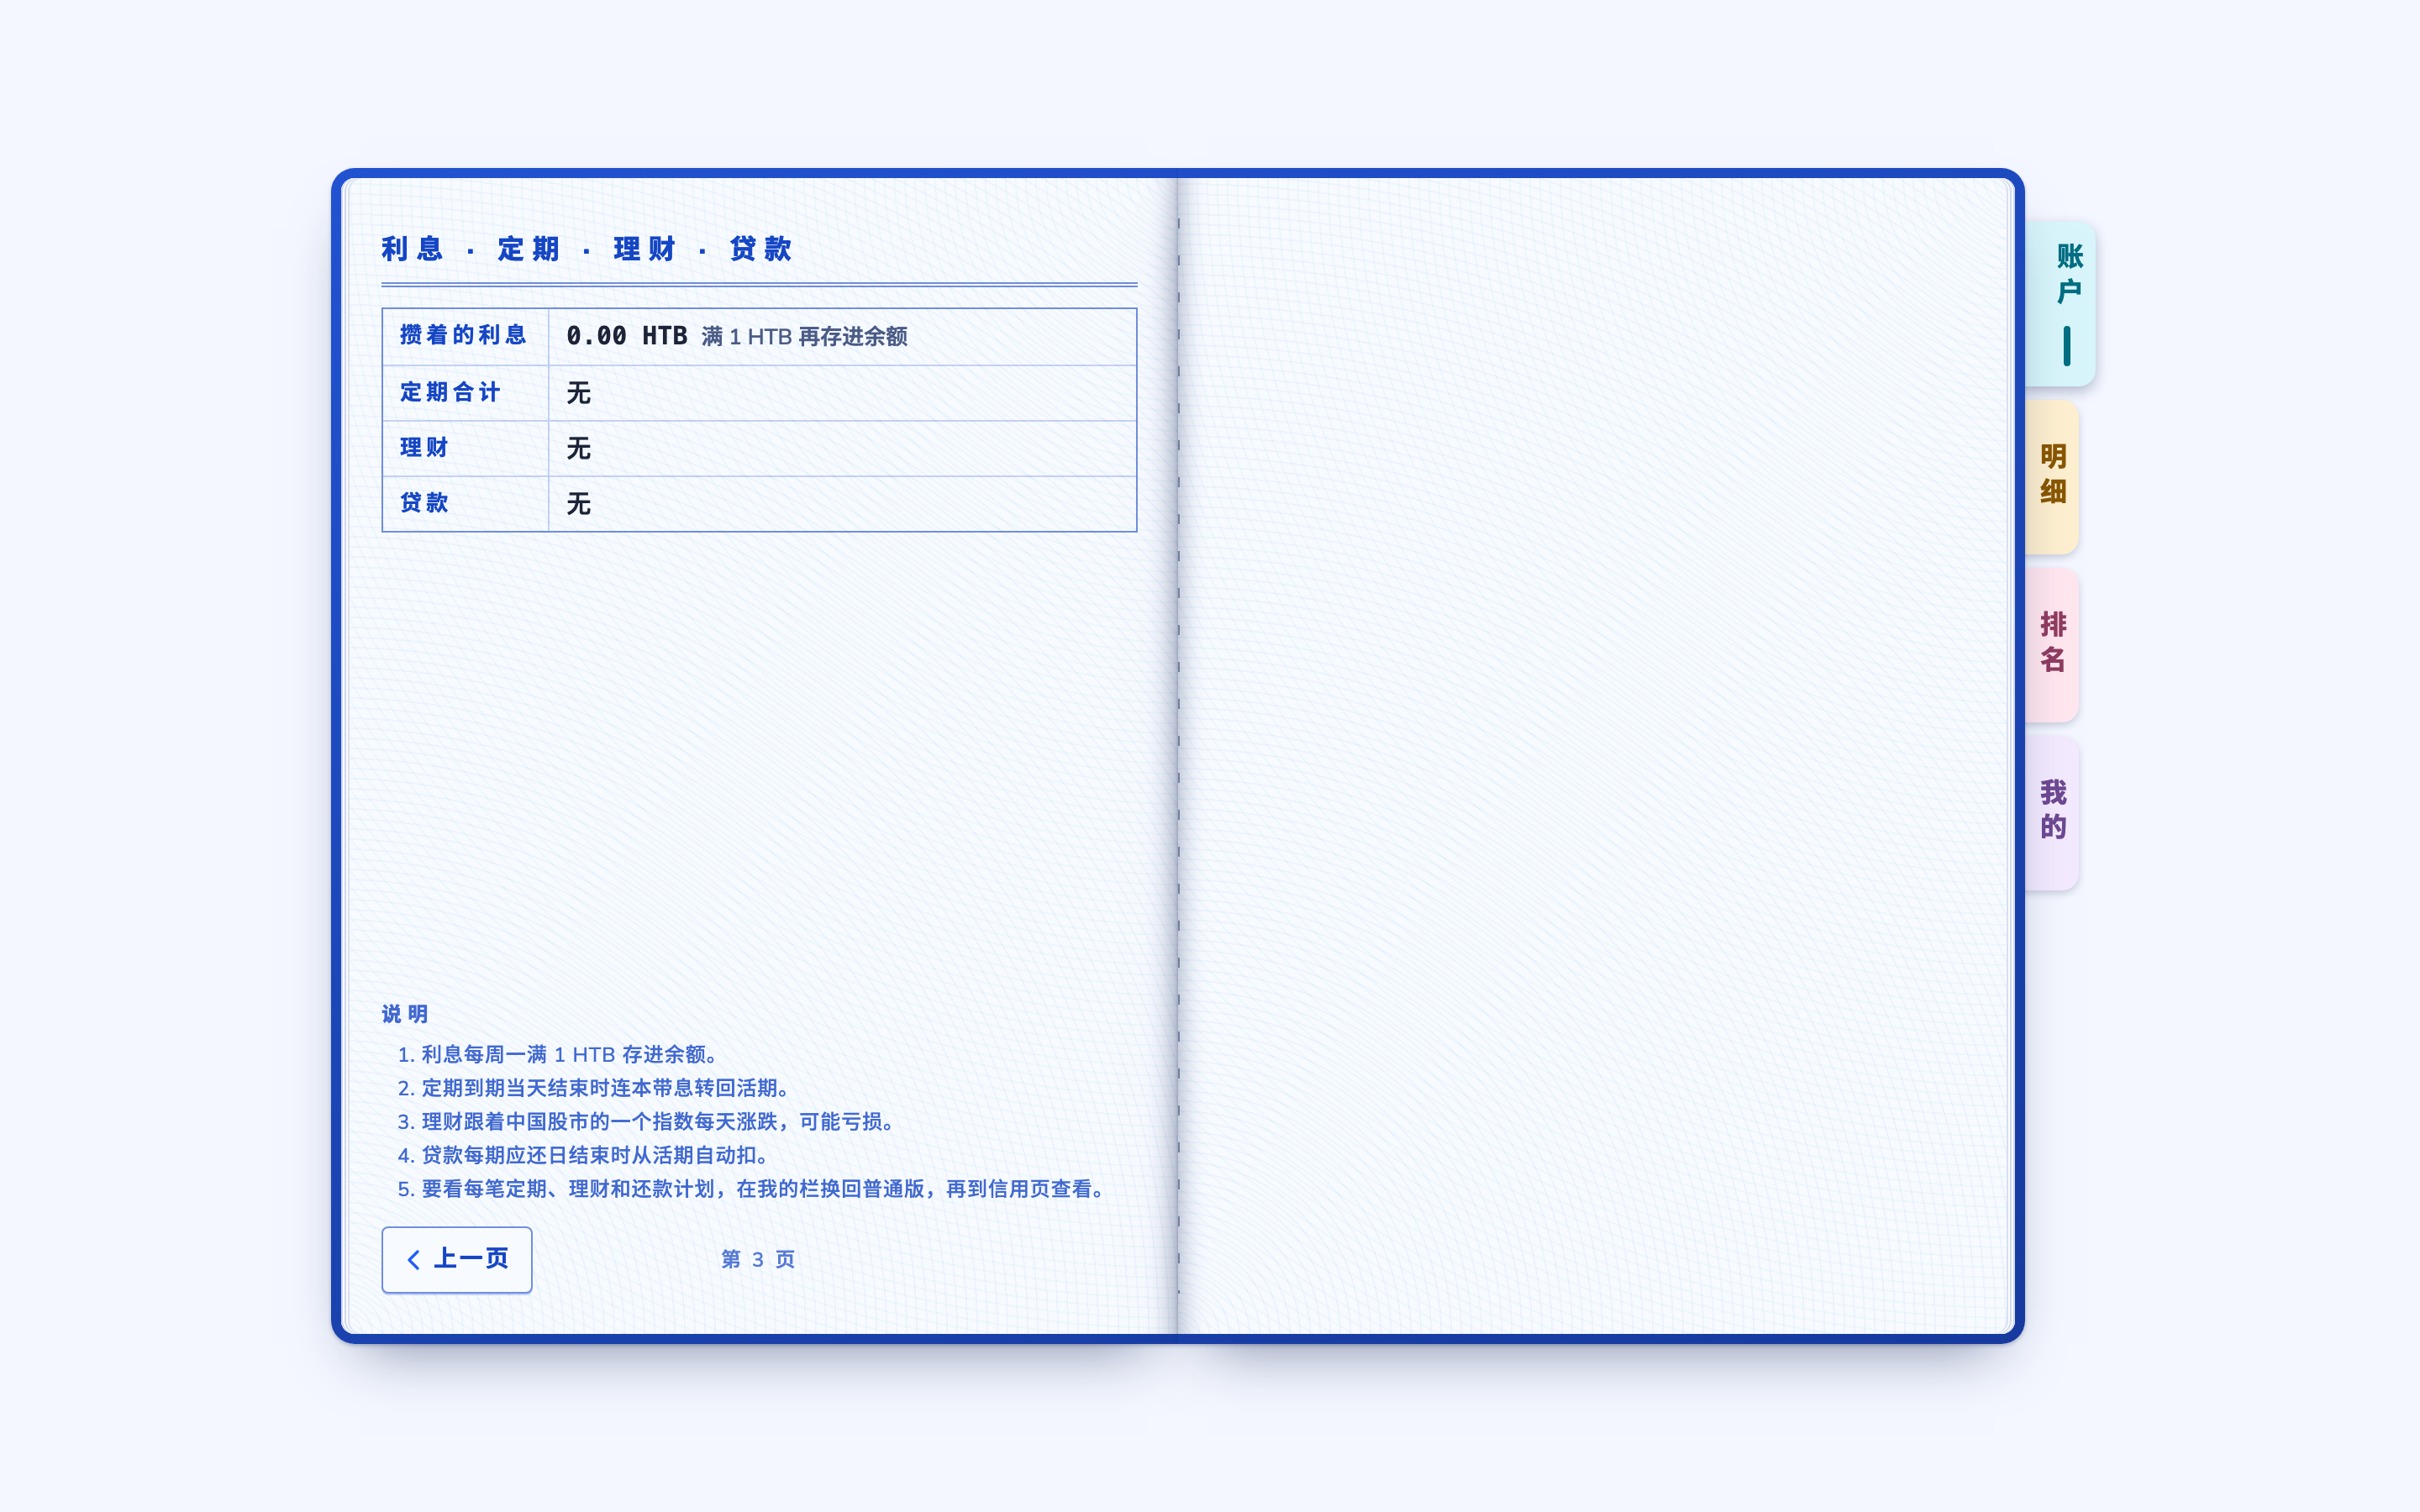 利息 · 定期 · 理财 · 贷款
攒着的利息 0.00 HTB 满 1 HTB 再存进余额
定期合计 无
理财 无
贷款 无
说明
1. 利息每周一满 1 HTB 存进余额。
2. 定期到期当天结束时连本带息转回活期。
3. 理财跟着中国股市的一个指数每天涨跌，可能亏损。
4. 贷款每期应还日结束时从活期自动扣。
5. 要看每笔定期、理财和还款计划，在我的栏换回普通版，再到信用页查看。
上一页
第 3 页
账户
明细
排名
我的